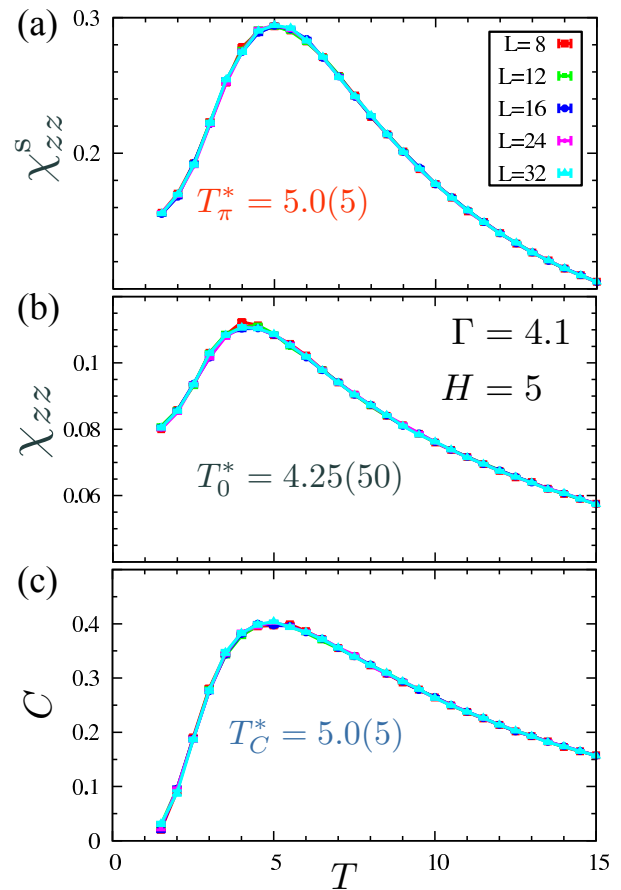 (a)
0.3
0.2
χ^s_zz
L= 8
L=12
L=16
L=24
L=32
T*_π = 5.0(5)
(b)
0.1
0.08
0.06
χ_zz
Γ = 4.1
H = 5
T*_0 = 4.25(50)
(c)
0.4
0.3
0.2
0.1
0
C
T*_C = 5.0(5)
0 5 10 15
T